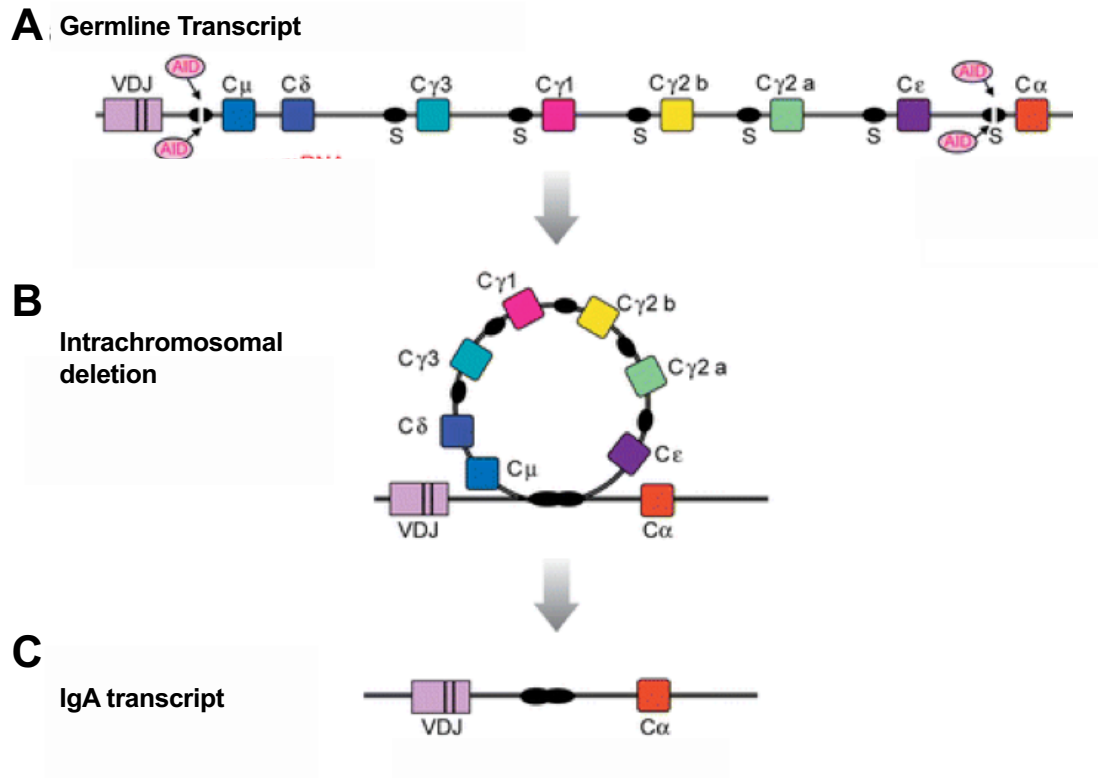 A Germline Transcript
AID AID
VDJ Cμ Cδ Cγ3 Cγ1 Cγ2 b Cγ2 a Cε Cα
S S S S S S
AID AID
B
Intrachromosomal
deletion
Cγ1
Cγ2 b
Cγ3
Cγ2 a
Cδ
Cε
Cμ
VDJ Cα
C
IgA transcript
VDJ Cα